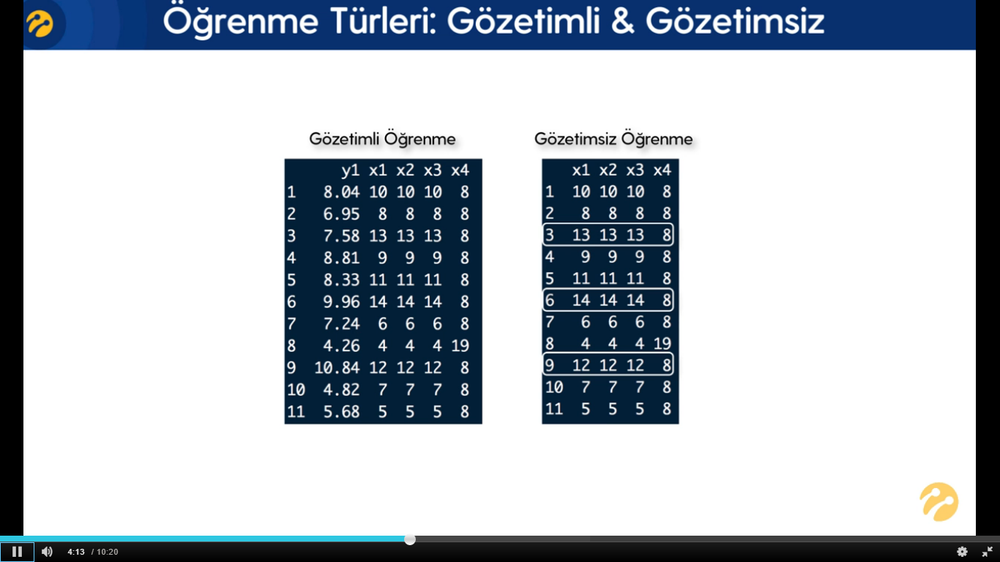 Öğrenme Türleri: Gözetimli & Gözetimsiz
Gözetimli Öğrenme
y1 x1 x2 x3 x4
1 8.04 10 10 10 8
2 6.95 8 8 8 8
3 7.58 13 13 13 8
4 8.81 9 9 9 8
5 8.33 11 11 11 8
6 9.96 14 14 14 8
7 7.24 6 6 6 8
8 4.26 4 4 4 19
9 10.84 12 12 12 8
10 4.82 7 7 7 8
11 5.68 5 5 5 8
Gözetimsiz Öğrenme
x1 x2 x3 x4
1 10 10 10 8
2 8 8 8 8
3 13 13 13 8
4 9 9 9 8
5 11 11 11 8
6 14 14 14 8
7 6 6 6 8
8 4 4 4 19
9 12 12 12 8
10 7 7 7 8
11 5 5 5 8
4:13 / 10:20